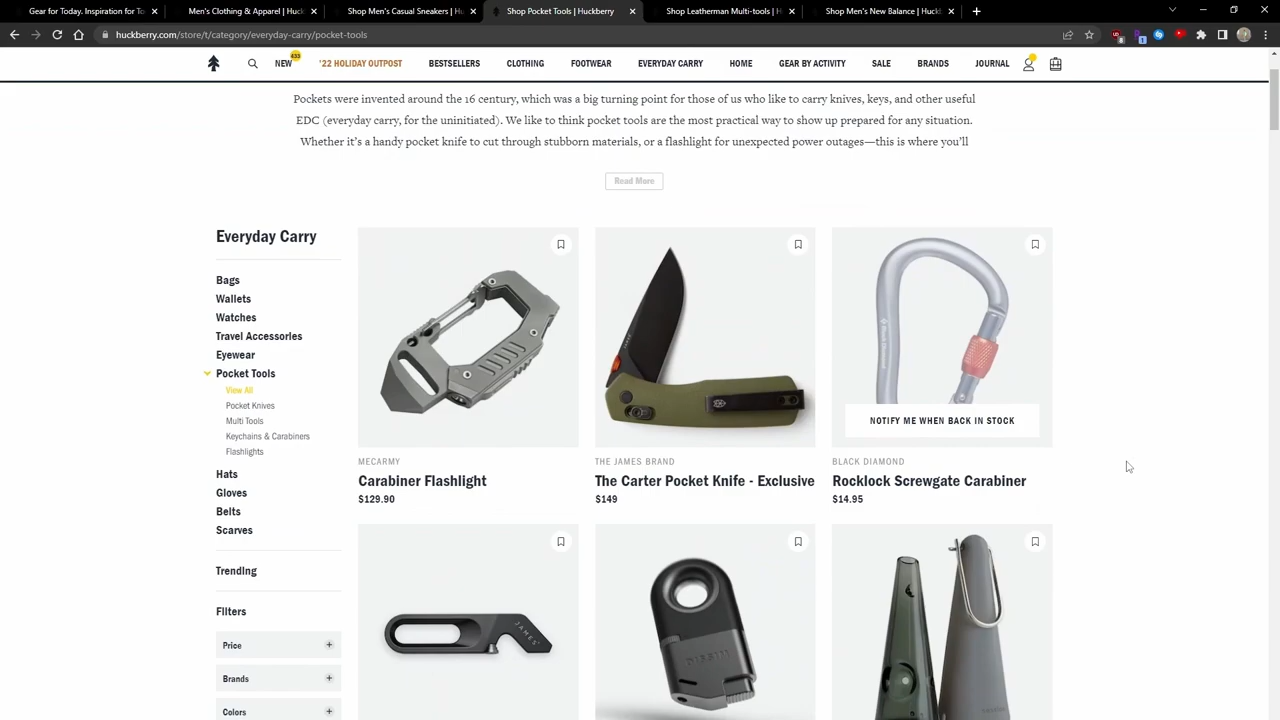 Gear for Today. Inspiration for To
Men's Clothing & Apparel | Huck
Shop Men's Casual Sneakers | Hu
Shop Pocket Tools | Huckberry
Shop Leatherman Multi-tools | H
Shop Men's New Balance | Huckb
huckberry.com/store/t/category/everyday-carry/pocket-tools
NEW
433
'22 HOLIDAY OUTPOST
BESTSELLERS
CLOTHING
FOOTWEAR
EVERYDAY CARRY
HOME
GEAR BY ACTIVITY
SALE
BRANDS
JOURNAL
Pockets were invented around the 16 century, which was a big turning point for those of us who like to carry knives, keys, and other useful
EDC (everyday carry, for the uninitiated). We like to think pocket tools are the most practical way to show up prepared for any situation.
Whether it's a handy pocket knife to cut through stubborn materials, or a flashlight for unexpected power outages—this is where you'll
Read More
Everyday Carry
Bags
Wallets
Watches
Travel Accessories
Eyewear
Pocket Tools
View All
Pocket Knives
Multi Tools
Keychains & Carabiners
Flashlights
Hats
Gloves
Belts
Scarves
Trending
Filters
Price +
Brands +
Colors +
MECARMY
Carabiner Flashlight
$129.90
THE JAMES BRAND
The Carter Pocket Knife - Exclusive
$149
Black Diamond
NOTIFY ME WHEN BACK IN STOCK
BLACK DIAMOND
Rocklock Screwgate Carabiner
$14.95
JAMES
DISSIM